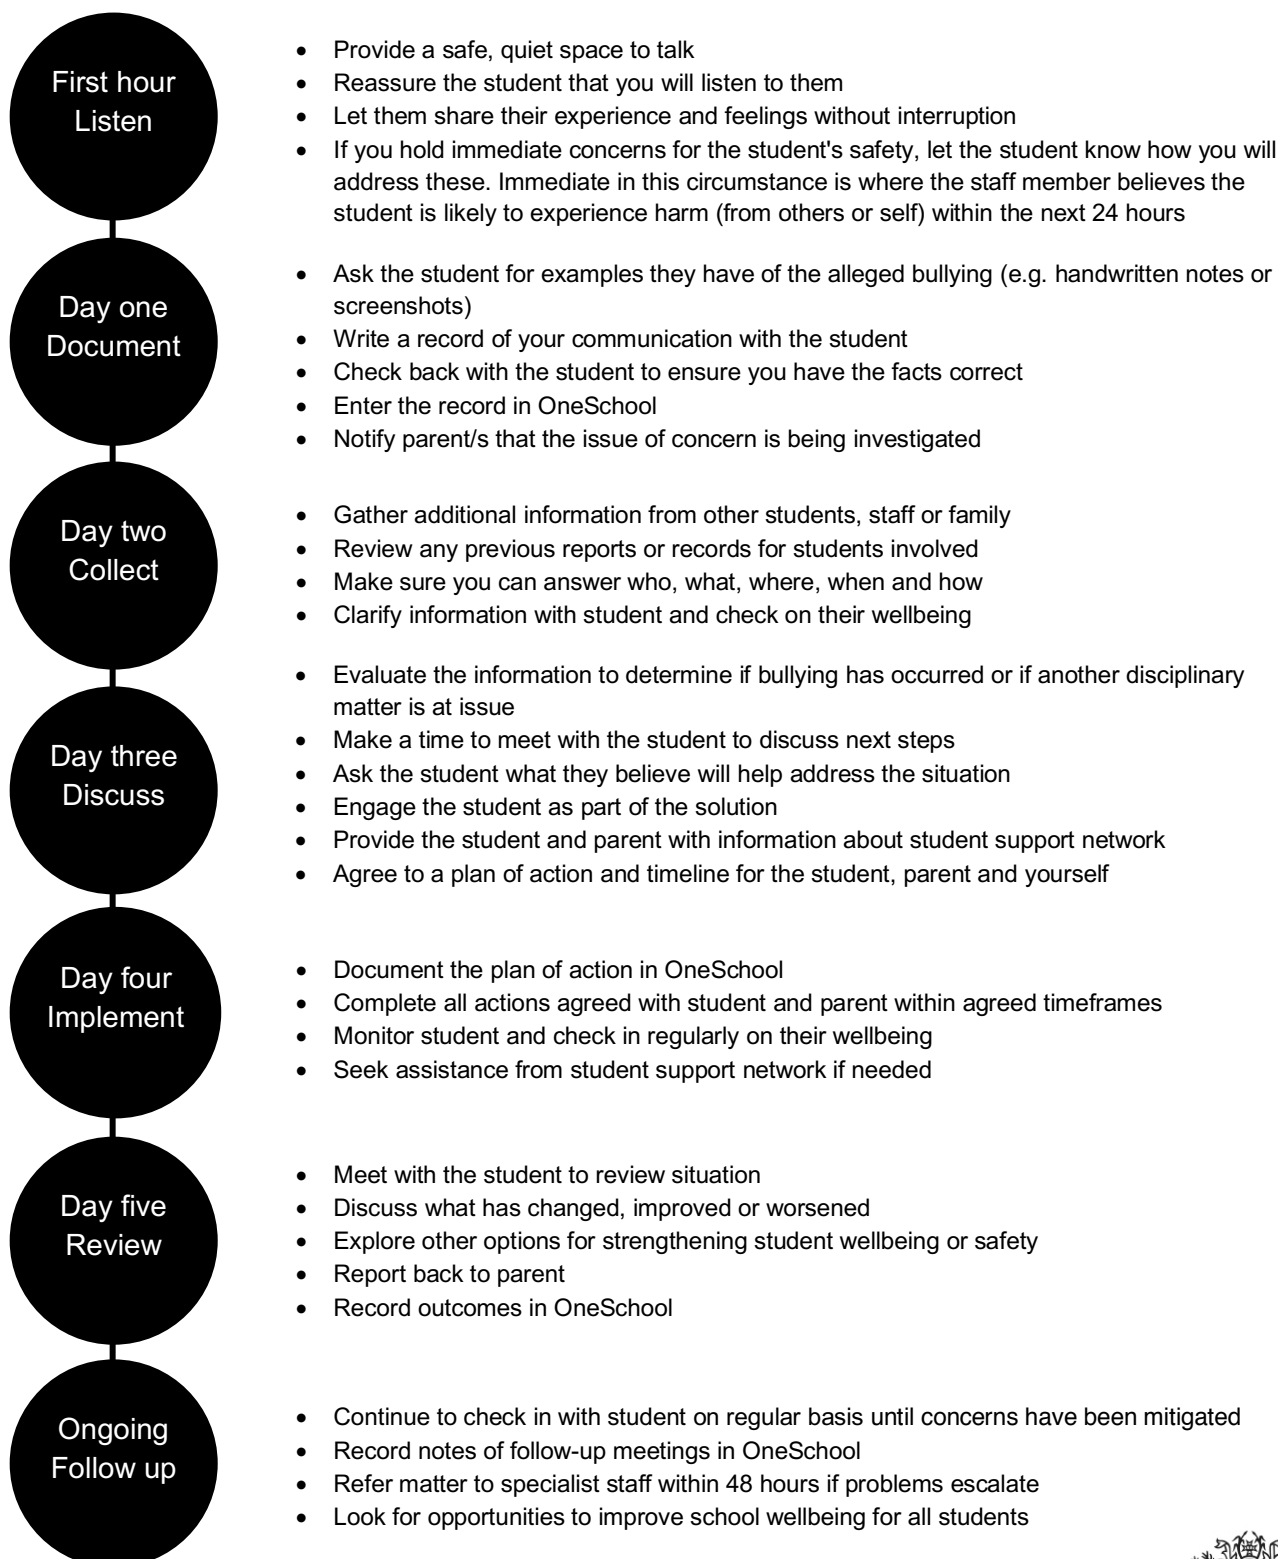 First hour
Listen
• Provide a safe, quiet space to talk
• Reassure the student that you will listen to them
• Let them share their experience and feelings without interruption
• If you hold immediate concerns for the student's safety, let the student know how you will
address these. Immediate in this circumstance is where the staff member believes the
student is likely to experience harm (from others or self) within the next 24 hours
Day one
Document
• Ask the student for examples they have of the alleged bullying (e.g. handwritten notes or
screenshots)
• Write a record of your communication with the student
• Check back with the student to ensure you have the facts correct
• Enter the record in OneSchool
• Notify parent/s that the issue of concern is being investigated
Day two
Collect
• Gather additional information from other students, staff or family
• Review any previous reports or records for students involved
• Make sure you can answer who, what, where, when and how
• Clarify information with student and check on their wellbeing
Day three
Discuss
• Evaluate the information to determine if bullying has occurred or if another disciplinary
matter is at issue
• Make a time to meet with the student to discuss next steps
• Ask the student what they believe will help address the situation
• Engage the student as part of the solution
• Provide the student and parent with information about student support network
• Agree to a plan of action and timeline for the student, parent and yourself
Day four
Implement
• Document the plan of action in OneSchool
• Complete all actions agreed with student and parent within agreed timeframes
• Monitor student and check in regularly on their wellbeing
• Seek assistance from student support network if needed
Day five
Review
• Meet with the student to review situation
• Discuss what has changed, improved or worsened
• Explore other options for strengthening student wellbeing or safety
• Report back to parent
• Record outcomes in OneSchool
Ongoing
Follow up
• Continue to check in with student on regular basis until concerns have been mitigated
• Record notes of follow-up meetings in OneSchool
• Refer matter to specialist staff within 48 hours if problems escalate
• Look for opportunities to improve school wellbeing for all students